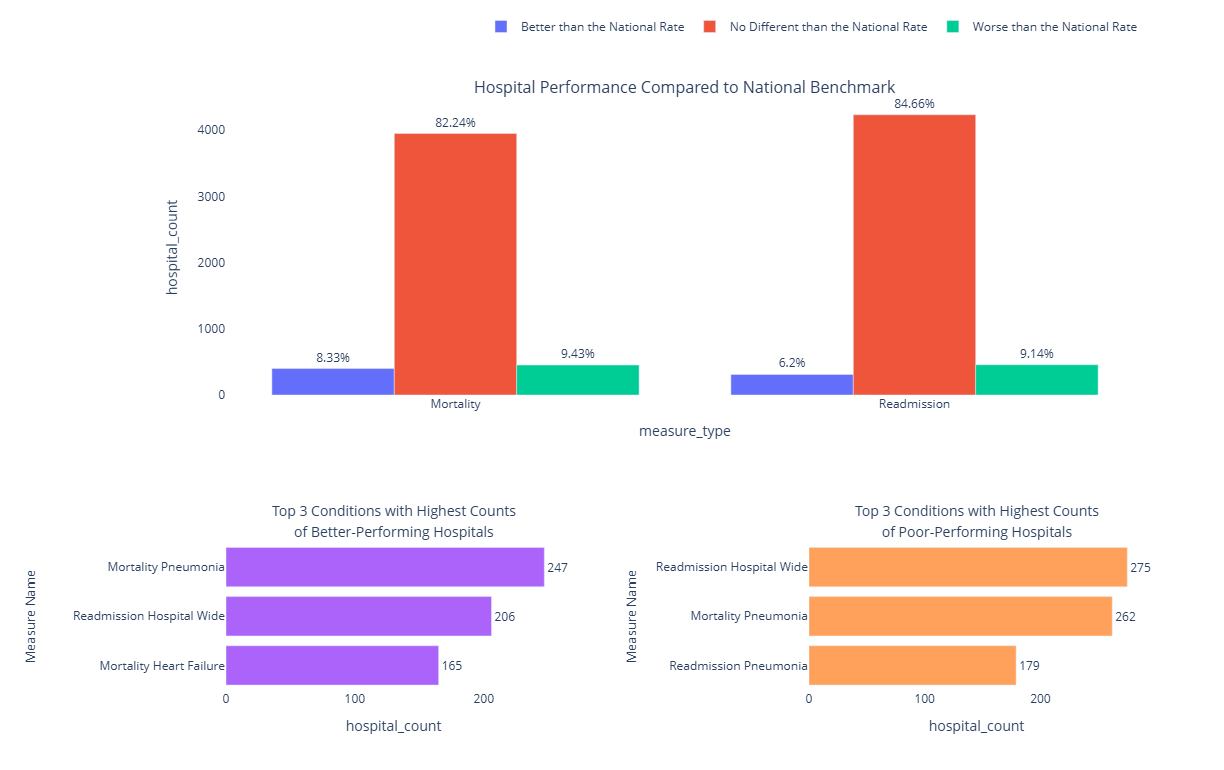 Better than the National Rate
No Different than the National Rate
Worse than the National Rate
Hospital Performance Compared to National Benchmark
hospital_count
4000
3000
2000
1000
0
82.24%
84.66%
8.33%
9.43%
6.2%
9.14%
Mortality
Readmission
measure_type
Top 3 Conditions with Highest Counts
of Better-Performing Hospitals
Measure Name
Mortality Pneumonia
247
Readmission Hospital Wide
206
Mortality Heart Failure
165
0
100
200
hospital_count
Top 3 Conditions with Highest Counts
of Poor-Performing Hospitals
Measure Name
Readmission Hospital Wide
275
Mortality Pneumonia
262
Readmission Pneumonia
179
0
100
200
hospital_count